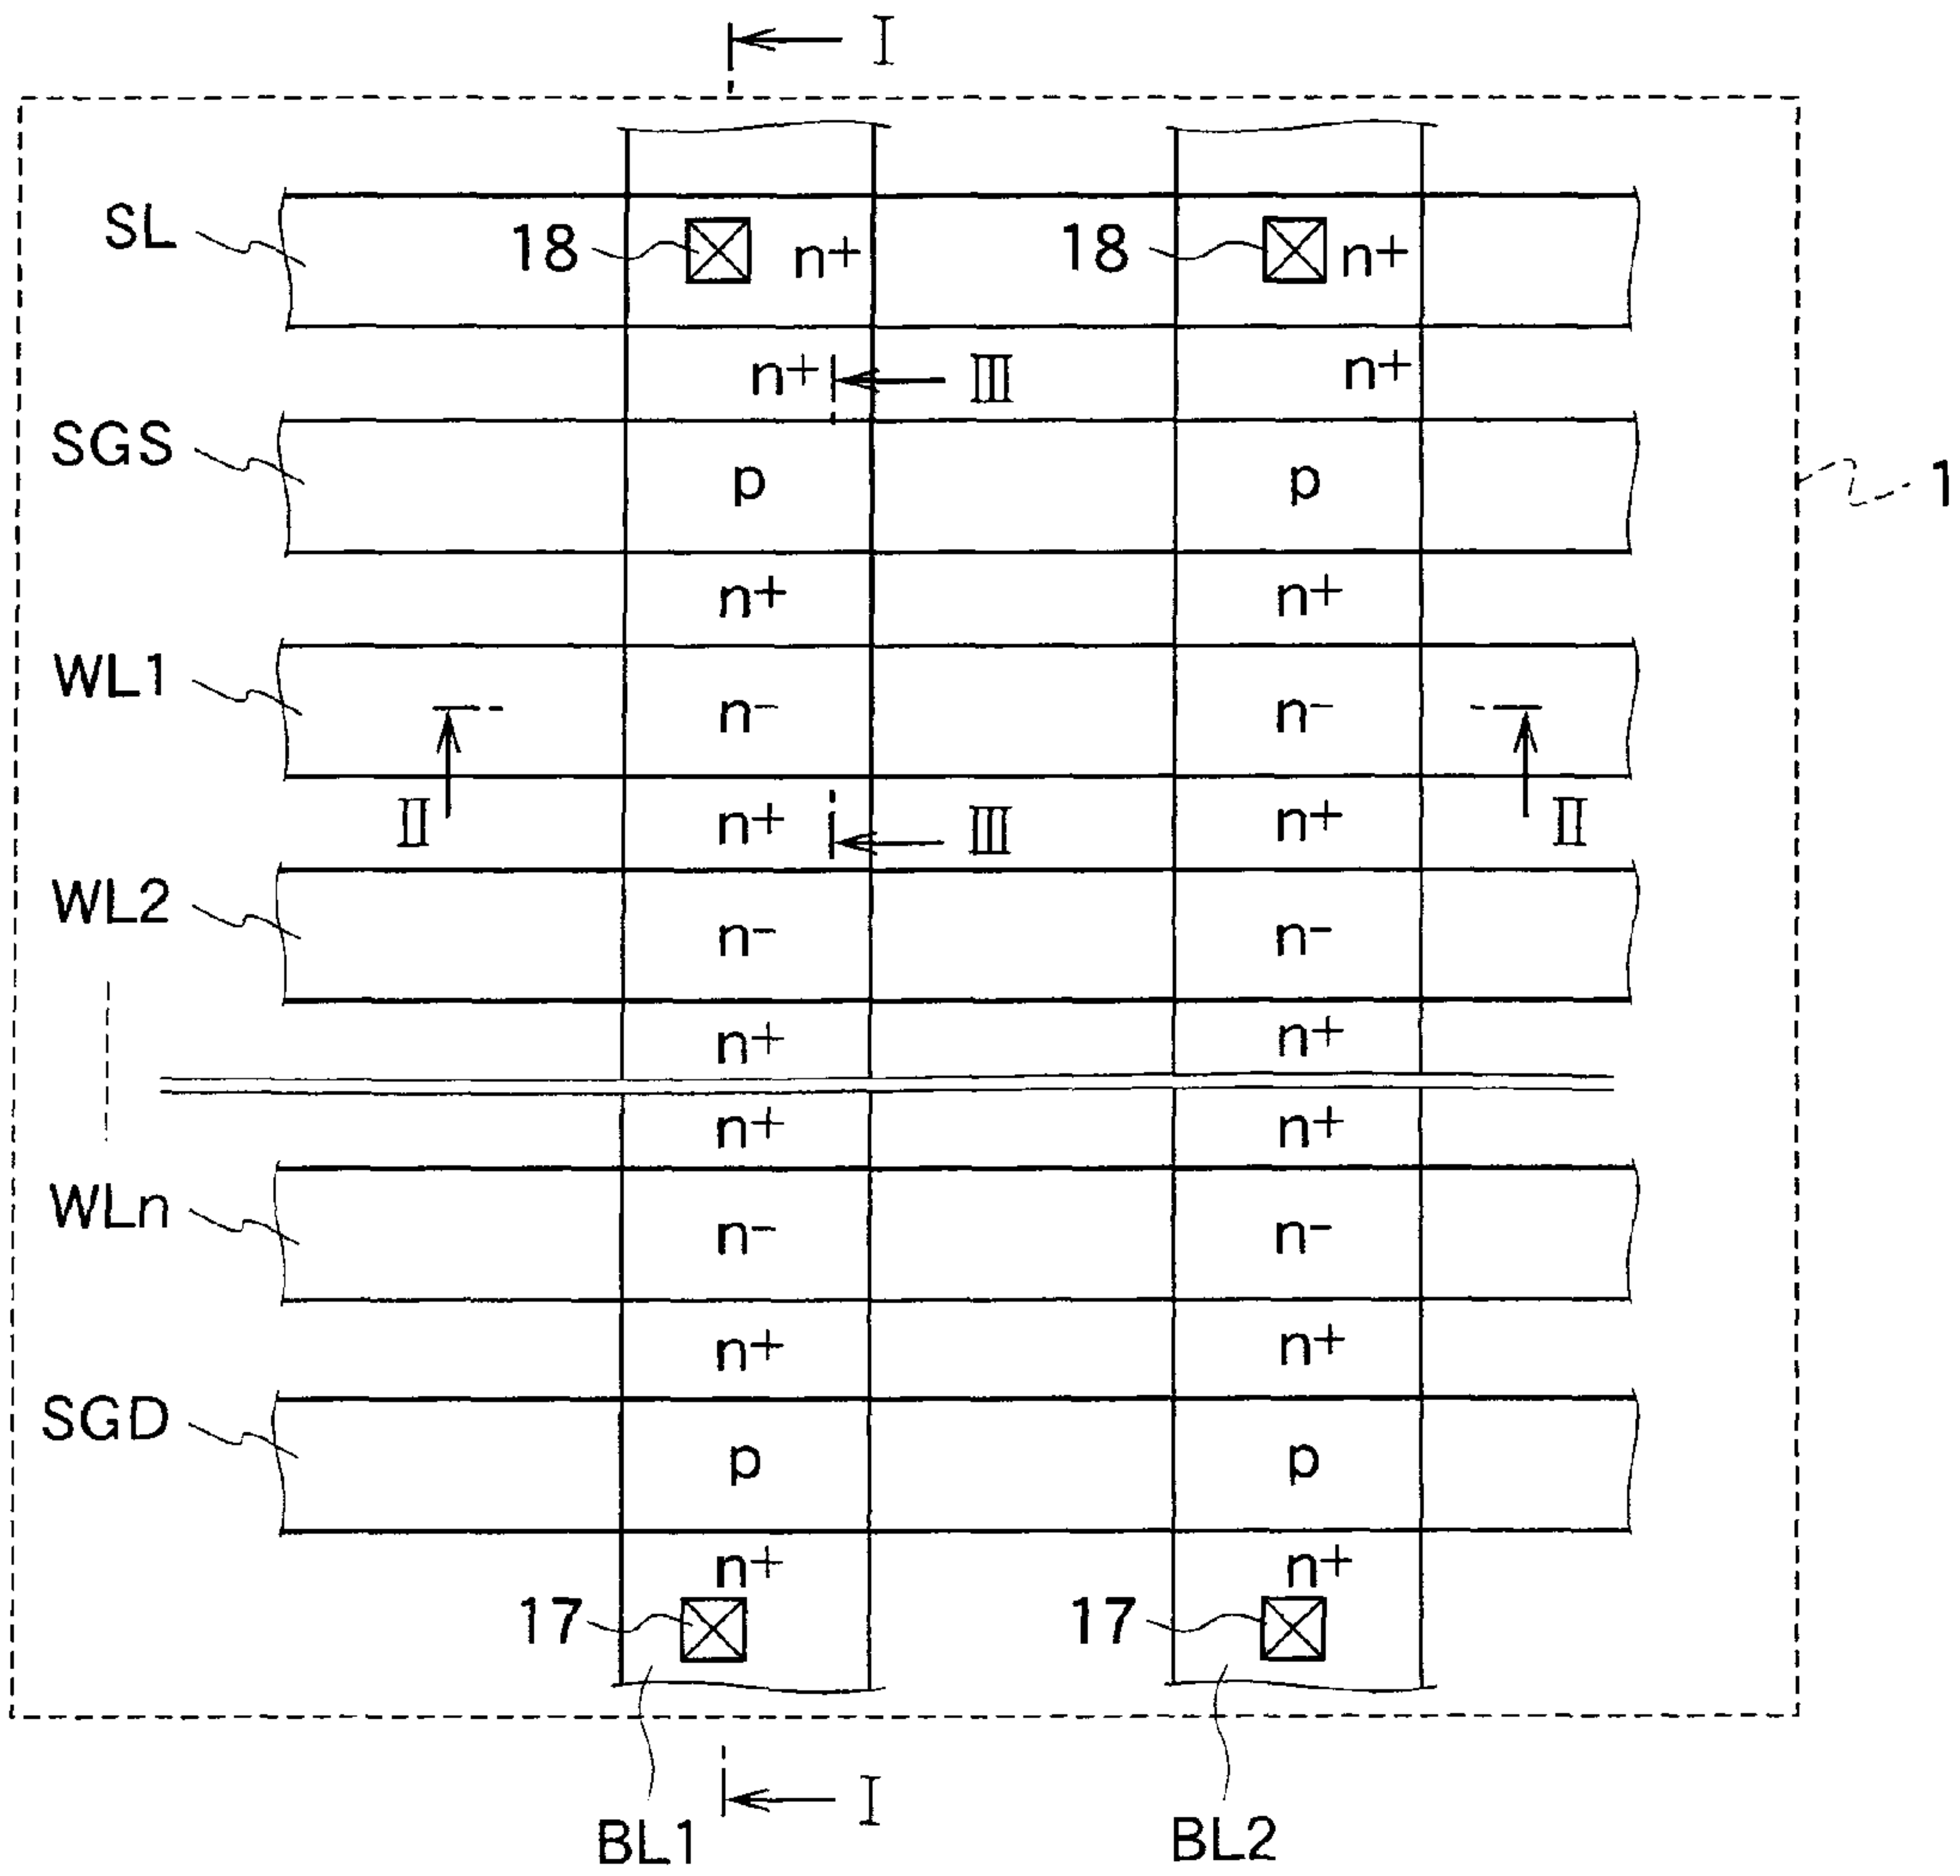 I
SL 18 n+ 18 n+
n+ III n+
SGS p p 1
n+ n+
WL1 n- n-
II n+ III n+ II
WL2 n- n-
n+ n+
n+ n+
WLn n- n-
n+ n+
SGD p p
n+ n+
17 17
I
BL1 BL2